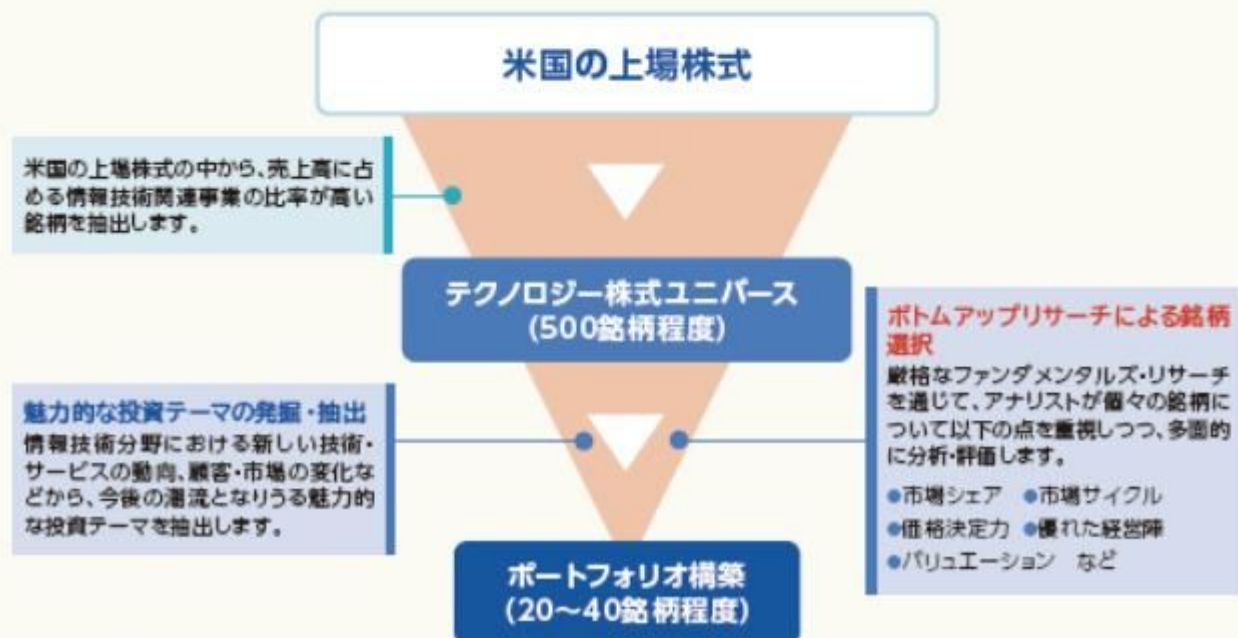 米国の上場株式
米国の上場株式の中から、売上高に占
める情報技術関連事業の比率が高い
銘柄を抽出します。
テクノロジー株式ユニバース
(500銘柄程度)
魅力的な投資テーマの発掘・抽出
情報技術分野における新しい技術・
サービスの動向、顧客・市場の変化な
どから、今後の潮流となりうる魅力的
な投資テーマを抽出します。
ボトムアップリサーチによる銘柄
選択
厳格なファンダメンタルズ・リサーチ
を通じて、アナリストが個々の銘柄に
ついて以下の点を重視しつつ、多面的
に分析・評価します。
●市場シェア ●市場サイクル
●価格決定力 ●優れた経営陣
●バリュエーション など
ポートフォリオ構築
(20～40銘柄程度)